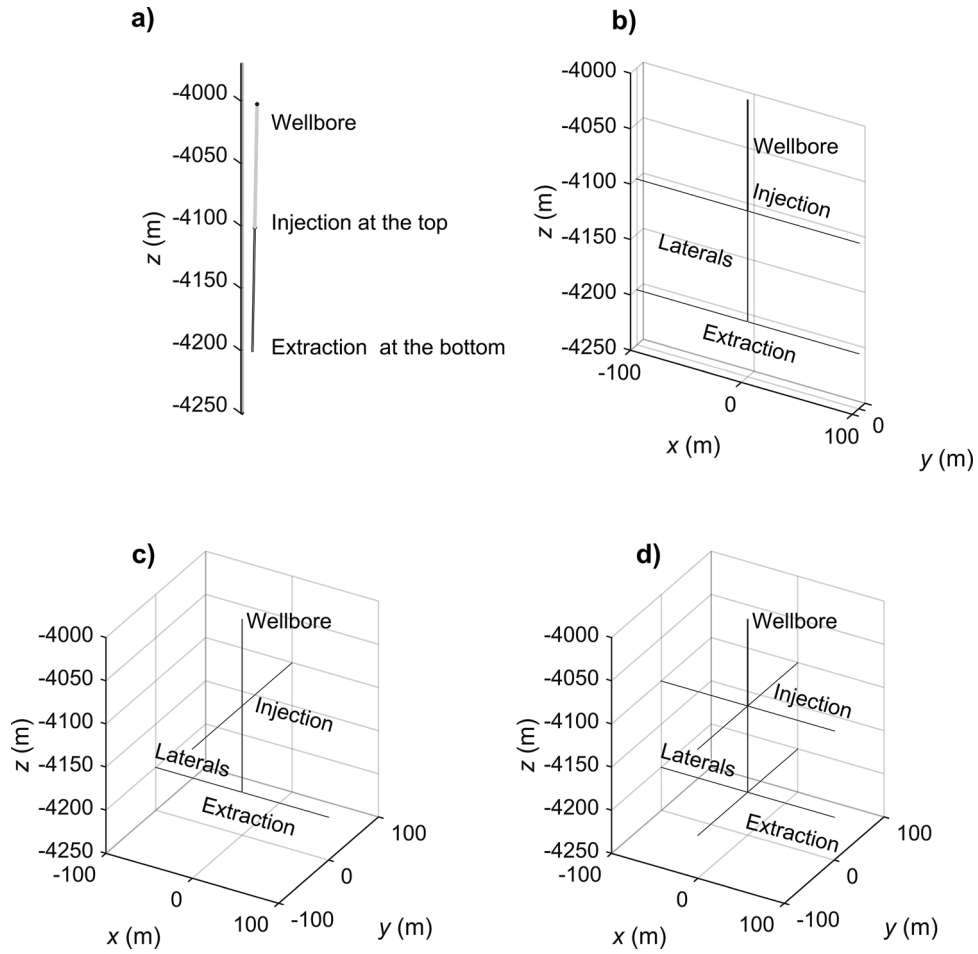 a)
-4000
Wellbore
-4050
-4100
Injection at the top
z (m)
-4150
-4200
Extraction at the bottom
-4250
b)
-4000
-4050
Wellbore
-4100
Injection
z (m)
-4150
Laterals
-4200
Extraction
-4250
-100
0
100
0
x (m)
y (m)
c)
-4000
Wellbore
-4050
-4100
Injection
z (m)
-4150
Laterals
-4200
Extraction
-4250
100
-100
0
0
100
-100
x (m)
y (m)
d)
-4000
Wellbore
-4050
-4100
Injection
z (m)
-4150
Laterals
-4200
Extraction
-4250
100
-100
0
0
100
-100
x (m)
y (m)